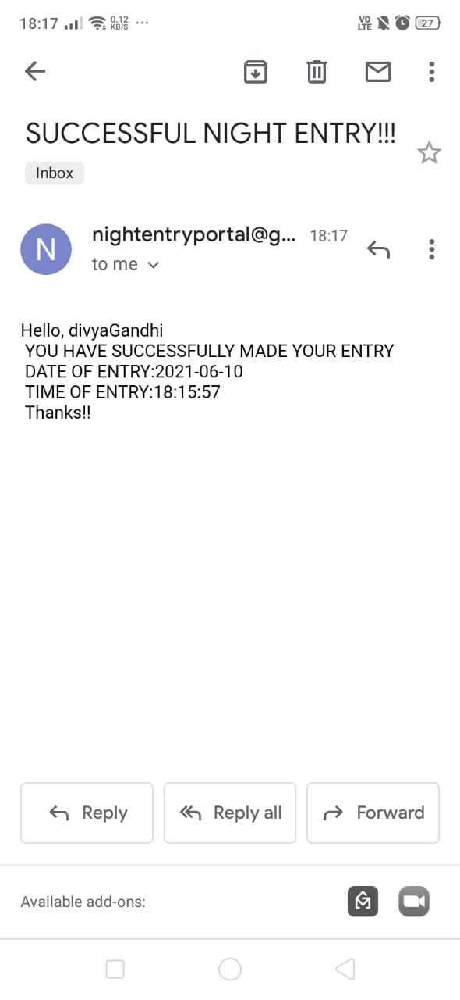 18:17 0.12 KB/S ... VO LTE 27
SUCCESSFUL NIGHT ENTRY!!!
Inbox
N
nightentryportal@g... 18:17
to me
Hello, divyaGandhi
YOU HAVE SUCCESSFULLY MADE YOUR ENTRY
DATE OF ENTRY:2021-06-10
TIME OF ENTRY:18:15:57
Thanks!!
Reply Reply all Forward
Available add-ons: